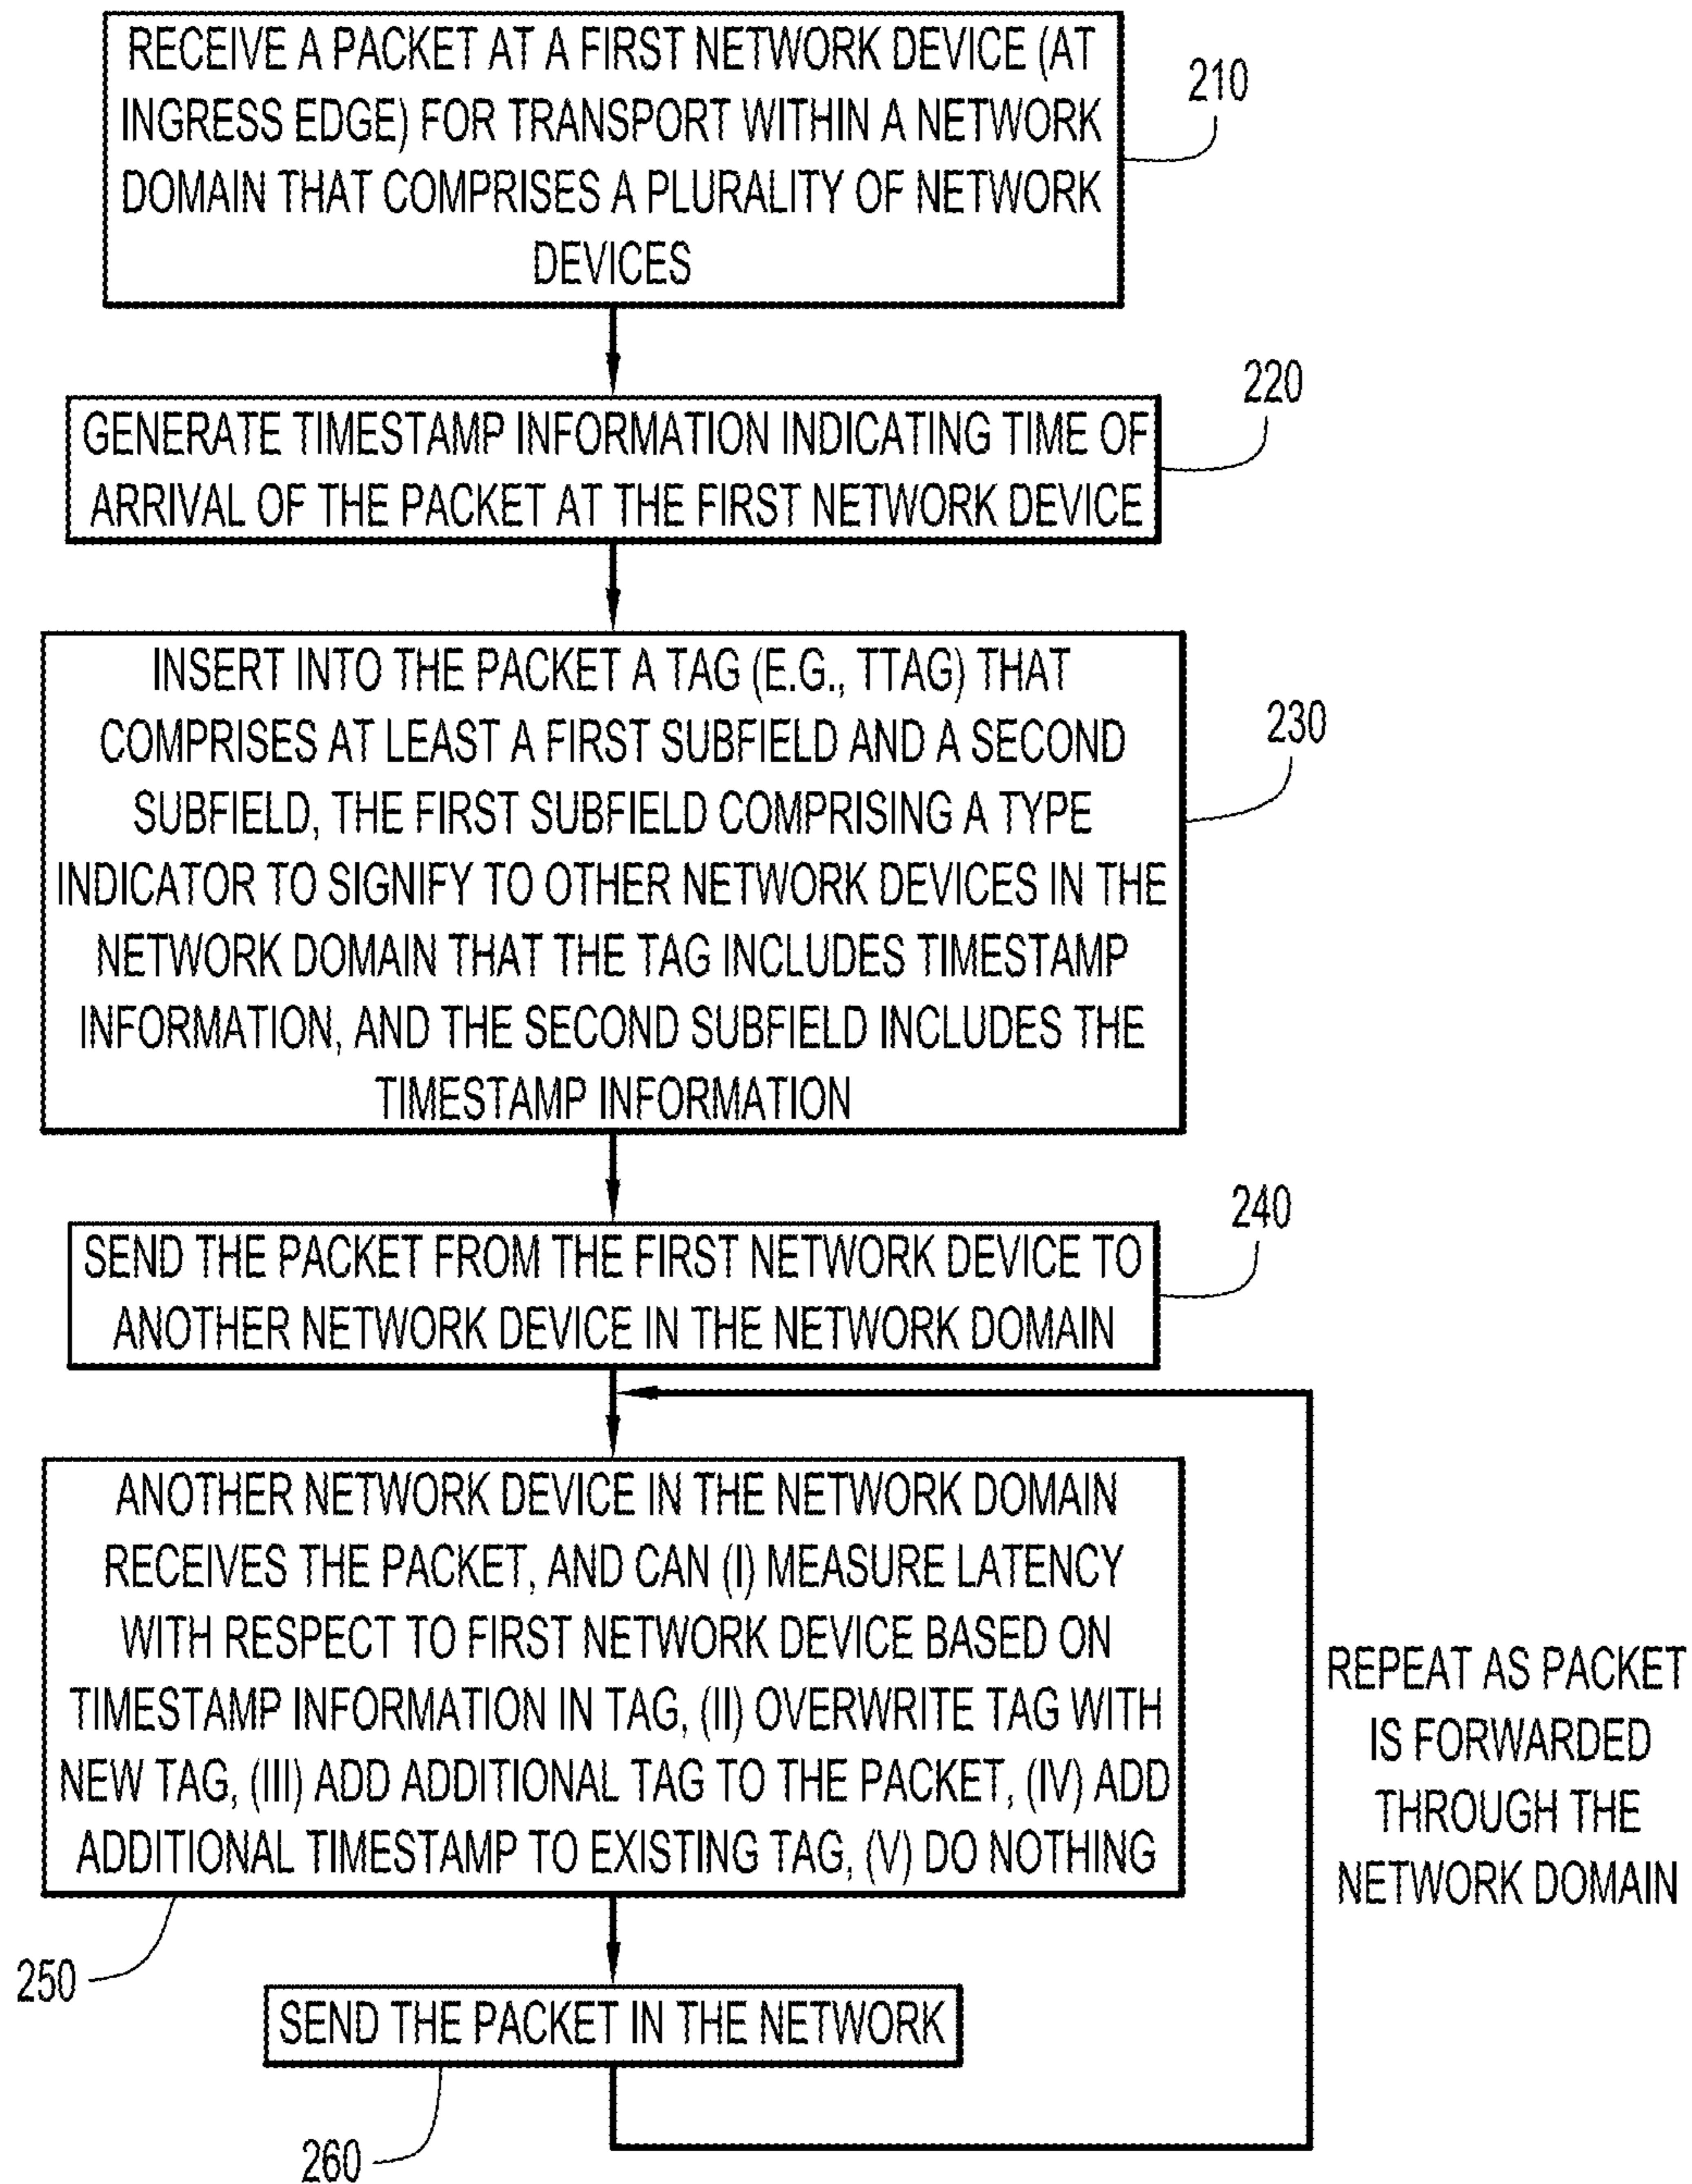 RECEIVE A PACKET AT A FIRST NETWORK DEVICE (AT
INGRESS EDGE) FOR TRANSPORT WITHIN A NETWORK
DOMAIN THAT COMPRISES A PLURALITY OF NETWORK
DEVICES
210
GENERATE TIMESTAMP INFORMATION INDICATING TIME OF
ARRIVAL OF THE PACKET AT THE FIRST NETWORK DEVICE
220
INSERT INTO THE PACKET A TAG (E.G., TTAG) THAT
COMPRISES AT LEAST A FIRST SUBFIELD AND A SECOND
SUBFIELD, THE FIRST SUBFIELD COMPRISING A TYPE
INDICATOR TO SIGNIFY TO OTHER NETWORK DEVICES IN THE
NETWORK DOMAIN THAT THE TAG INCLUDES TIMESTAMP
INFORMATION, AND THE SECOND SUBFIELD INCLUDES THE
TIMESTAMP INFORMATION
230
SEND THE PACKET FROM THE FIRST NETWORK DEVICE TO
ANOTHER NETWORK DEVICE IN THE NETWORK DOMAIN
240
ANOTHER NETWORK DEVICE IN THE NETWORK DOMAIN
RECEIVES THE PACKET, AND CAN (I) MEASURE LATENCY
WITH RESPECT TO FIRST NETWORK DEVICE BASED ON
TIMESTAMP INFORMATION IN TAG, (II) OVERWRITE TAG WITH
NEW TAG, (III) ADD ADDITIONAL TAG TO THE PACKET, (IV) ADD
ADDITIONAL TIMESTAMP TO EXISTING TAG, (V) DO NOTHING
250
REPEAT AS PACKET
IS FORWARDED
THROUGH THE
NETWORK DOMAIN
SEND THE PACKET IN THE NETWORK
260